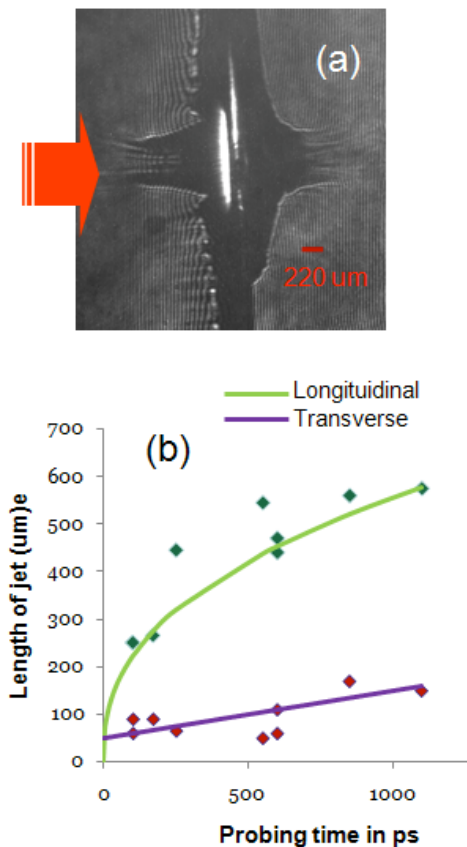 (a)
220 um
Longituidinal
Transverse
(b)
700
600
500
400
300
200
100
0
Length of jet (um)e
0
500
1000
Probing time in ps